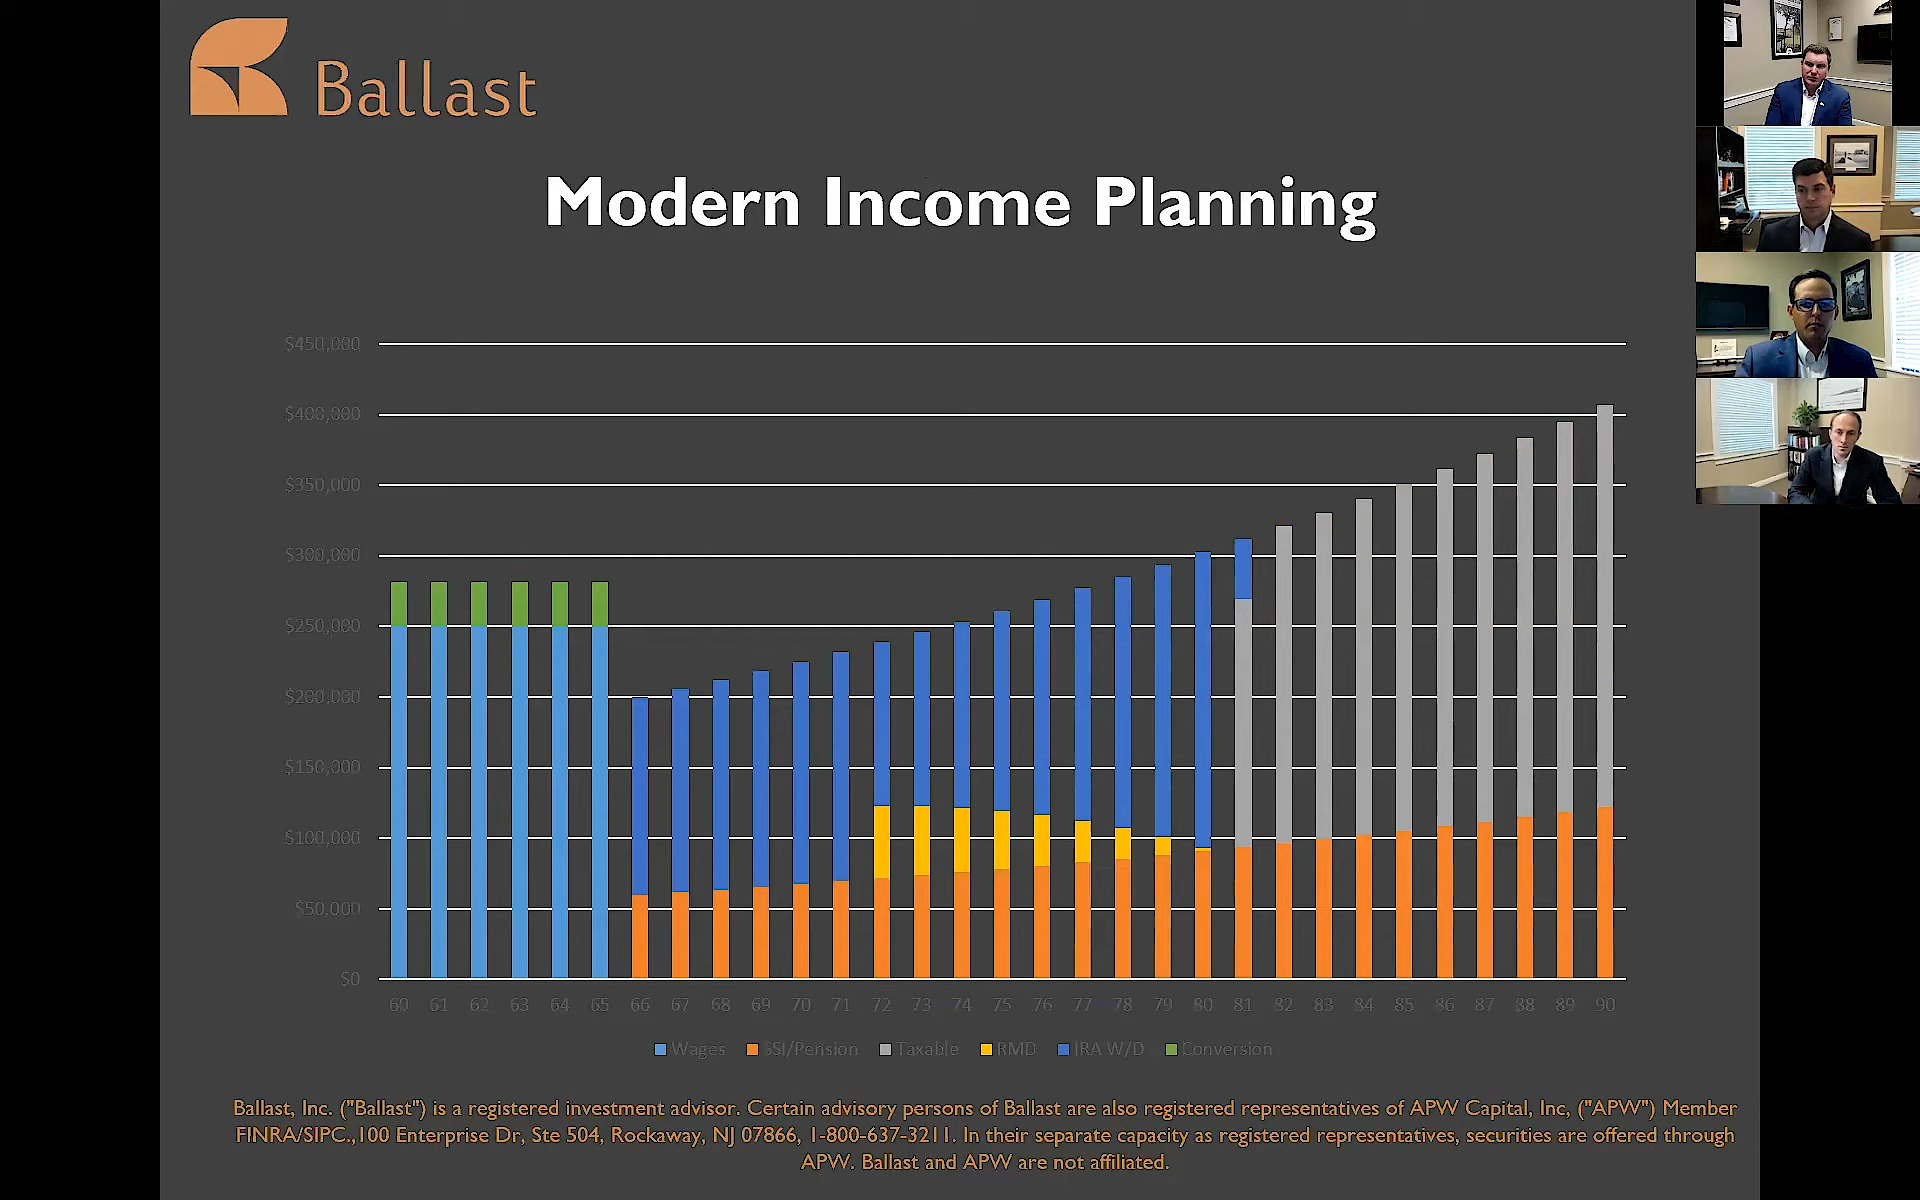 Ballast
Modern Income Planning
$450,000
$400,000
$350,000
$300,000
$250,000
$200,000
$150,000
$100,000
$50,000
$0
60 61 62 63 64 65 66 67 68 69 70 71 72 73 74 75 76 77 78 79 80 81 82 83 84 85 86 87 88 89 90
Wages SSI/Pension Taxable RMD IRA W/D Conversion
Ballast, Inc. ("Ballast") is a registered investment advisor. Certain advisory persons of Ballast are also registered representatives of APW Capital, Inc, ("APW") Member
FINRA/SIPC.,100 Enterprise Dr, Ste 504, Rockaway, NJ 07866, 1-800-637-3211. In their separate capacity as registered representatives, securities are offered through
APW. Ballast and APW are not affiliated.